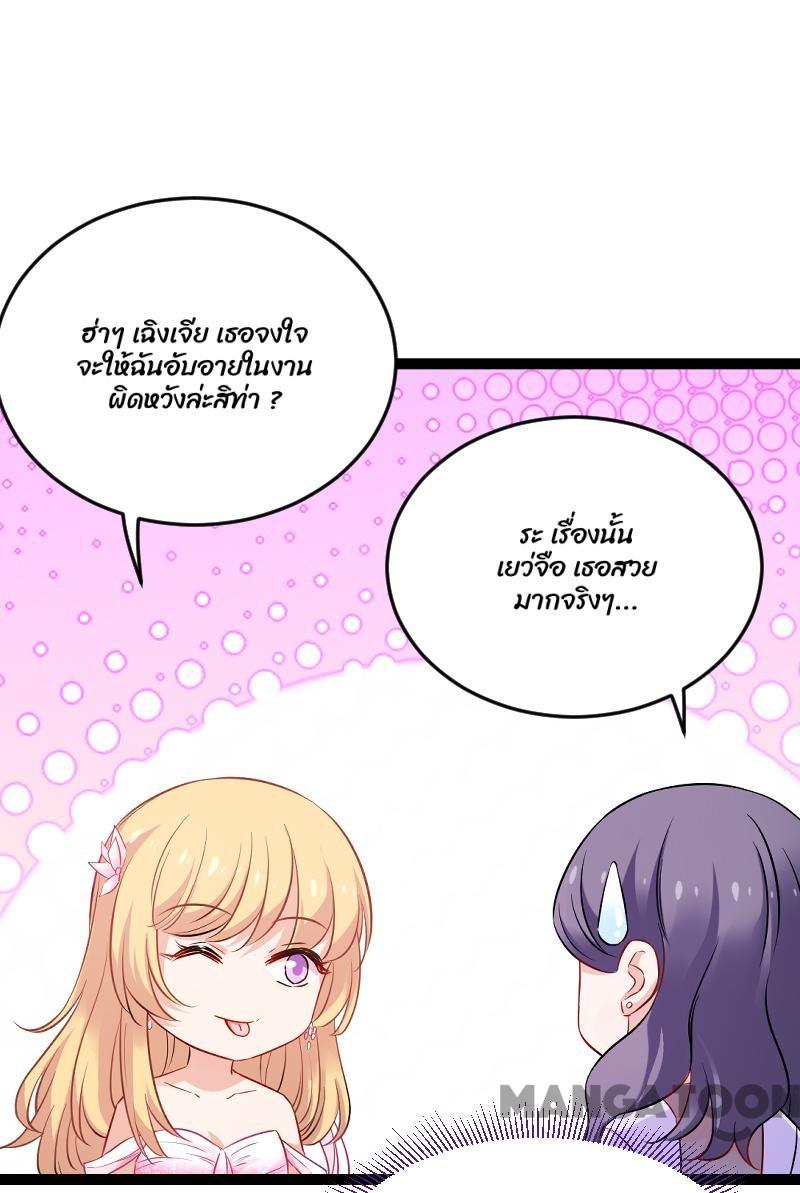 ฮ่าๆ เฉิงเจีย เธอจงใจ
จะให้ฉันอับอายในงาน
ผิดหวังล่ะสิท่า ?
ระ เรื่องนั้น
เยว่จือ เธอสวย
มากจริงๆ...
MANGATOON